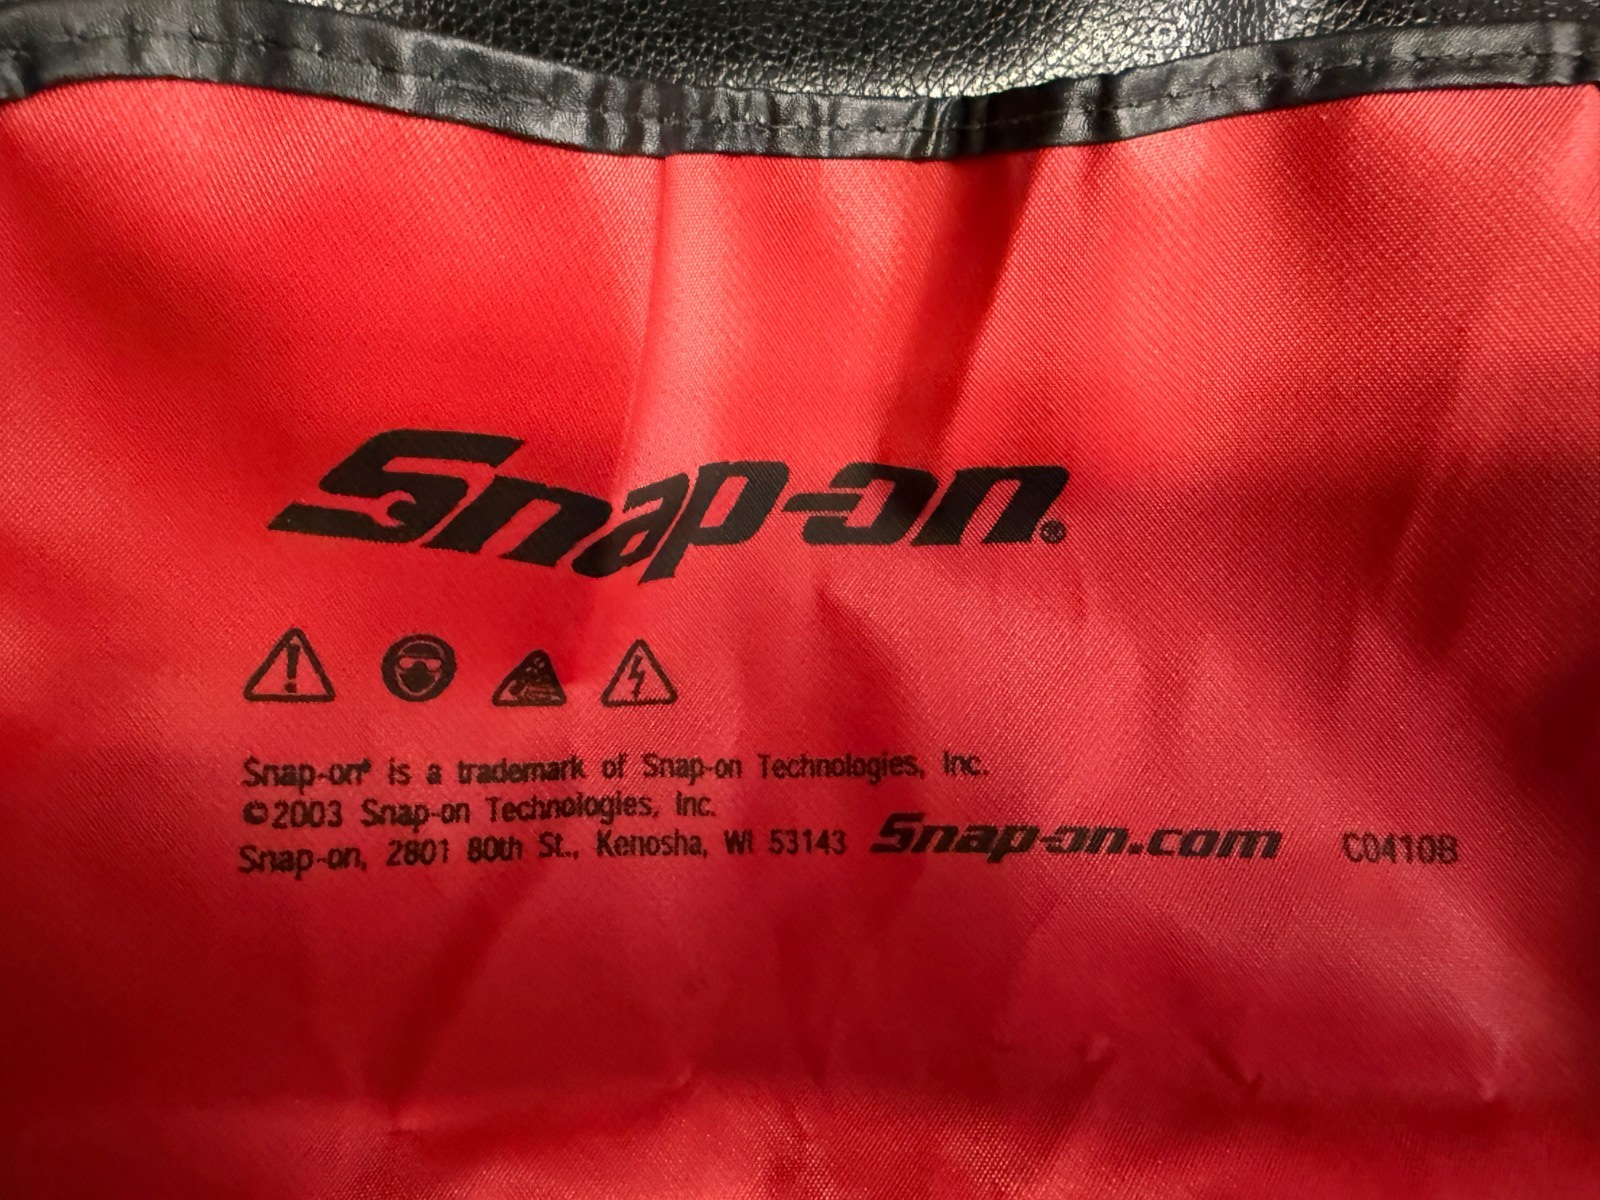 Snap-on®
Snap-on® is a trademark of Snap-on Technologies, Inc.
©2003 Snap-on Technologies, Inc.
Snap-on, 2801 80th St., Kenosha, WI 53143 Snap-on.com C0410B